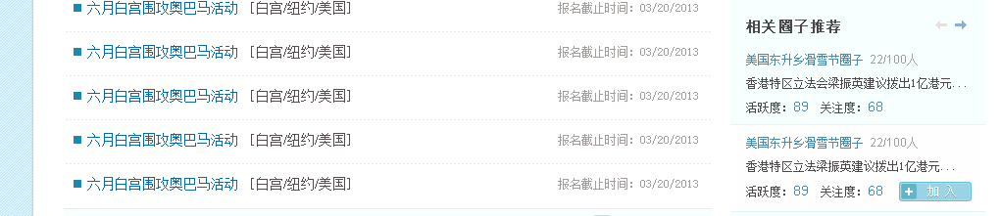 六月白宫围攻奥巴马活动 [白宫/纽约/美国] 报名截止时间：03/20/2013
六月白宫围攻奥巴马活动 [白宫/纽约/美国] 报名截止时间：03/20/2013
六月白宫围攻奥巴马活动 [白宫/纽约/美国] 报名截止时间：03/20/2013
六月白宫围攻奥巴马活动 [白宫/纽约/美国] 报名截止时间：03/20/2013
六月白宫围攻奥巴马活动 [白宫/纽约/美国] 报名截止时间：03/20/2013
相关圈子推荐
美国东升乡滑雪节圈子 22/100人
香港特区立法会梁振英建议拨出1亿港元...
活跃度：89 关注度：68
美国东升乡滑雪节圈子 22/100人
香港特区立法梁振英建议拨出1亿港元...
活跃度：89 关注度：68 加入